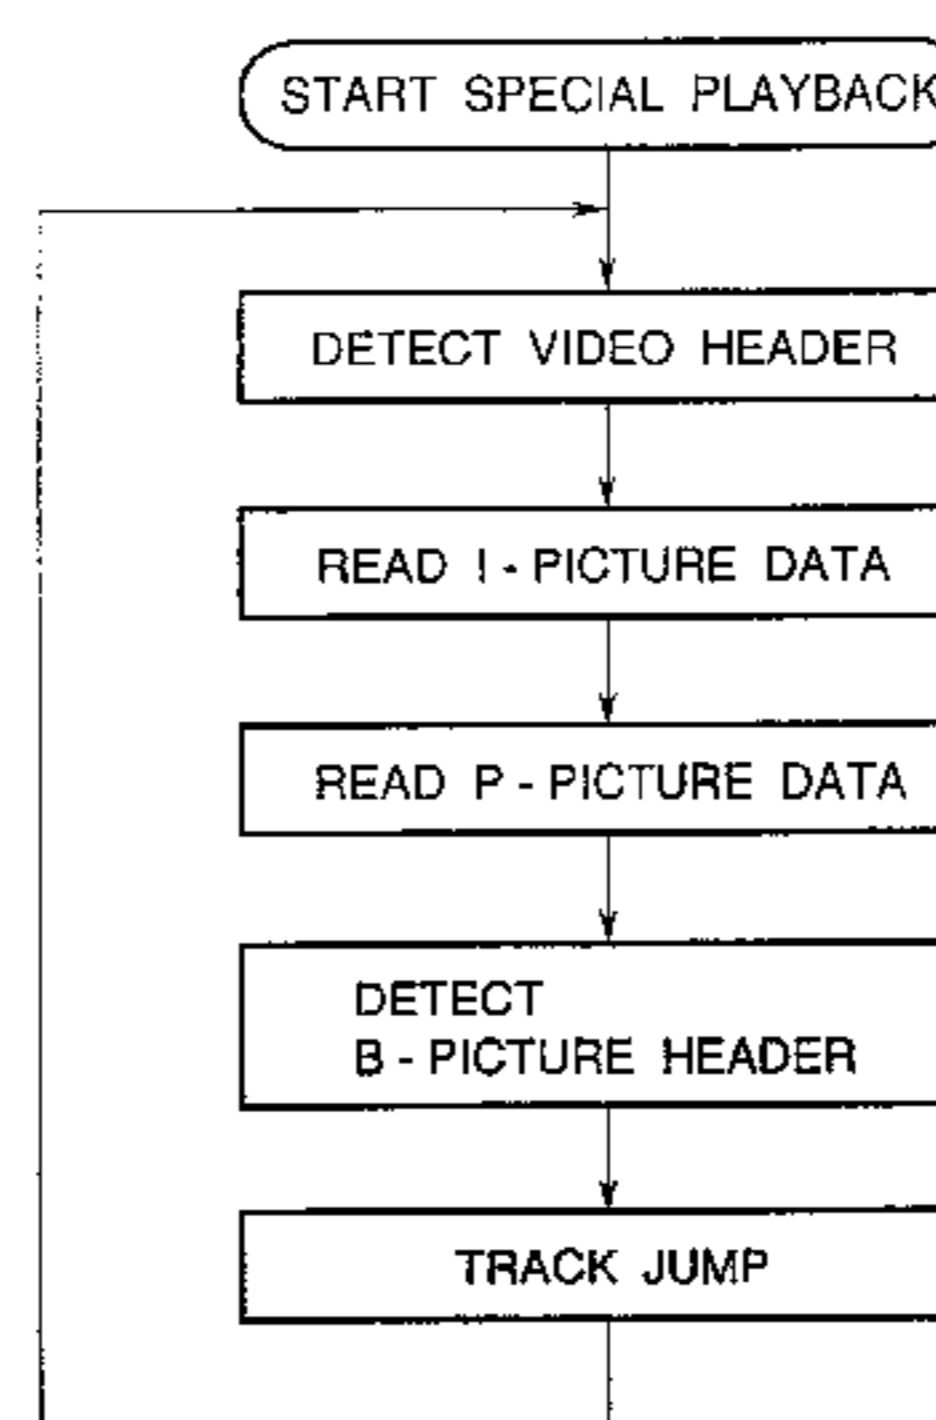 START SPECIAL PLAYBACK
DETECT VIDEO HEADER
READ I - PICTURE DATA
READ P - PICTURE DATA
DETECT
B - PICTURE HEADER
TRACK JUMP